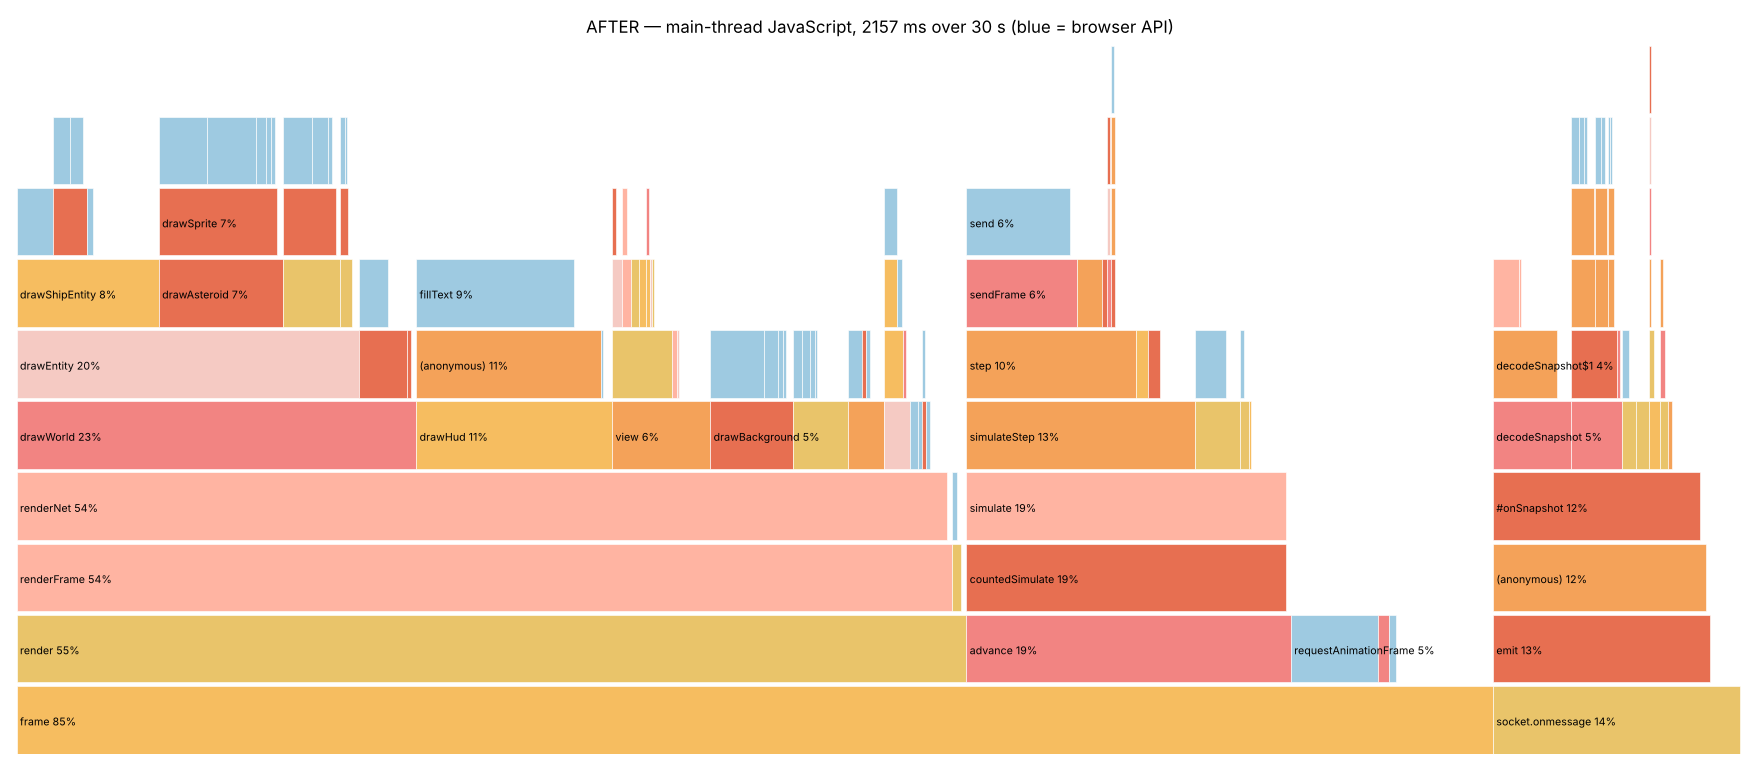 AFTER — main-thread JavaScript, 2157 ms over 30 s (blue = browser API)
drawSprite 7%
send 6%
drawShipEntity 8%
drawAsteroid 7%
fillText 9%
sendFrame 6%
drawEntity 20%
(anonymous) 11%
step 10%
decodeSnapshot$1 4%
drawWorld 23%
drawHud 11%
view 6%
drawBackground 5%
simulateStep 13%
decodeSnapshot 5%
renderNet 54%
simulate 19%
#onSnapshot 12%
renderFrame 54%
countedSimulate 19%
(anonymous) 12%
render 55%
advance 19%
requestAnimationFrame 5%
emit 13%
frame 85%
socket.onmessage 14%